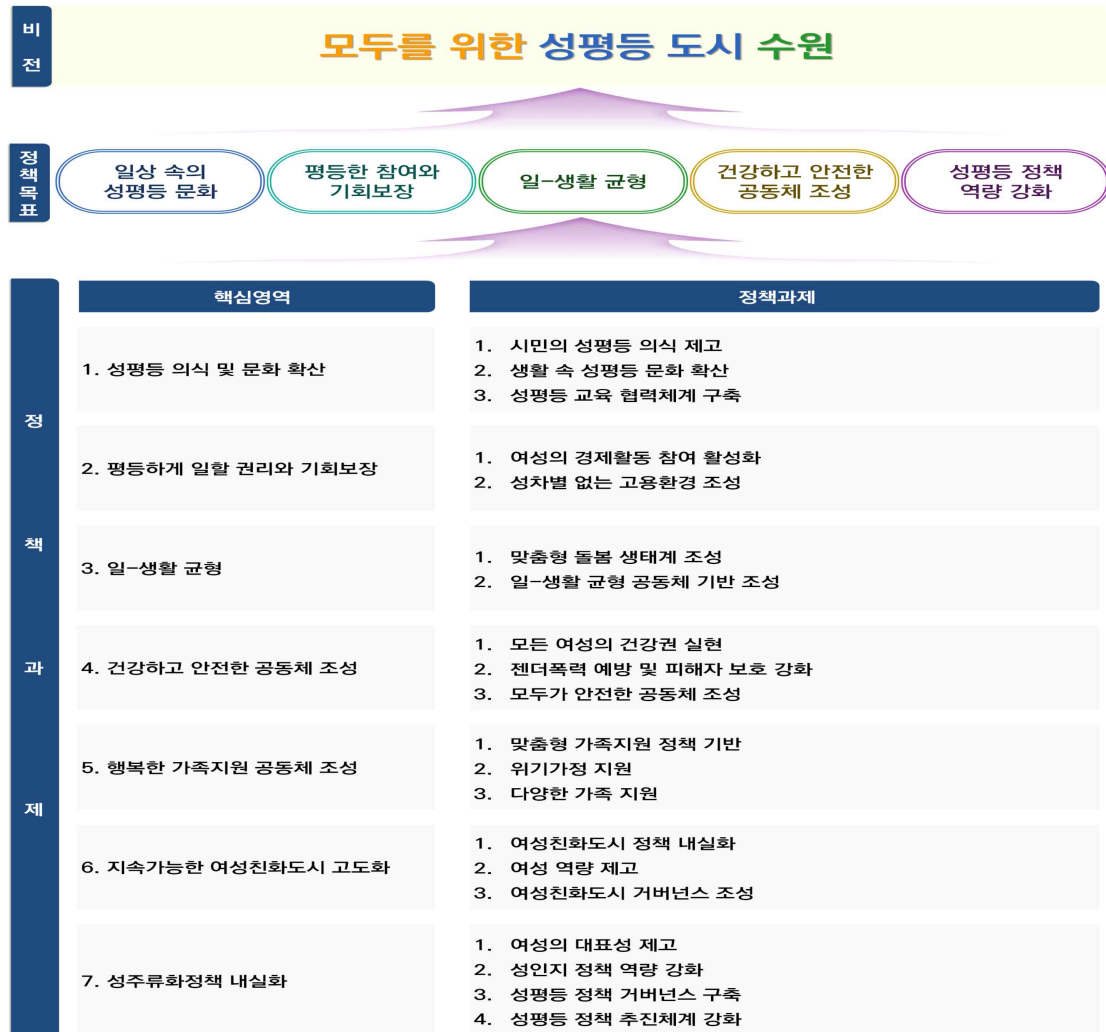 비
전
모두를 위한 성평등 도시 수원
정
책
목
표
일상 속의
성평등 문화
평등한 참여와
기회보장
일-생활 균형
건강하고 안전한
공동체 조성
성평등 정책
역량 강화
정
책
과
제
핵심영역
정책과제
1. 성평등 의식 및 문화 확산
1. 시민의 성평등 의식 제고
2. 생활 속 성평등 문화 확산
3. 성평등 교육 협력체계 구축
2. 평등하게 일할 권리와 기회보장
1. 여성의 경제활동 참여 활성화
2. 성차별 없는 고용환경 조성
3. 일-생활 균형
1. 맞춤형 돌봄 생태계 조성
2. 일-생활 균형 공동체 기반 조성
4. 건강하고 안전한 공동체 조성
1. 모든 여성의 건강권 실현
2. 젠더폭력 예방 및 피해자 보호 강화
3. 모두가 안전한 공동체 조성
5. 행복한 가족지원 공동체 조성
1. 맞춤형 가족지원 정책 기반
2. 위기가정 지원
3. 다양한 가족 지원
6. 지속가능한 여성친화도시 고도화
1. 여성친화도시 정책 내실화
2. 여성 역량 제고
3. 여성친화도시 거버넌스 조성
7. 성주류화정책 내실화
1. 여성의 대표성 제고
2. 성인지 정책 역량 강화
3. 성평등 정책 거버넌스 구축
4. 성평등 정책 추진체계 강화